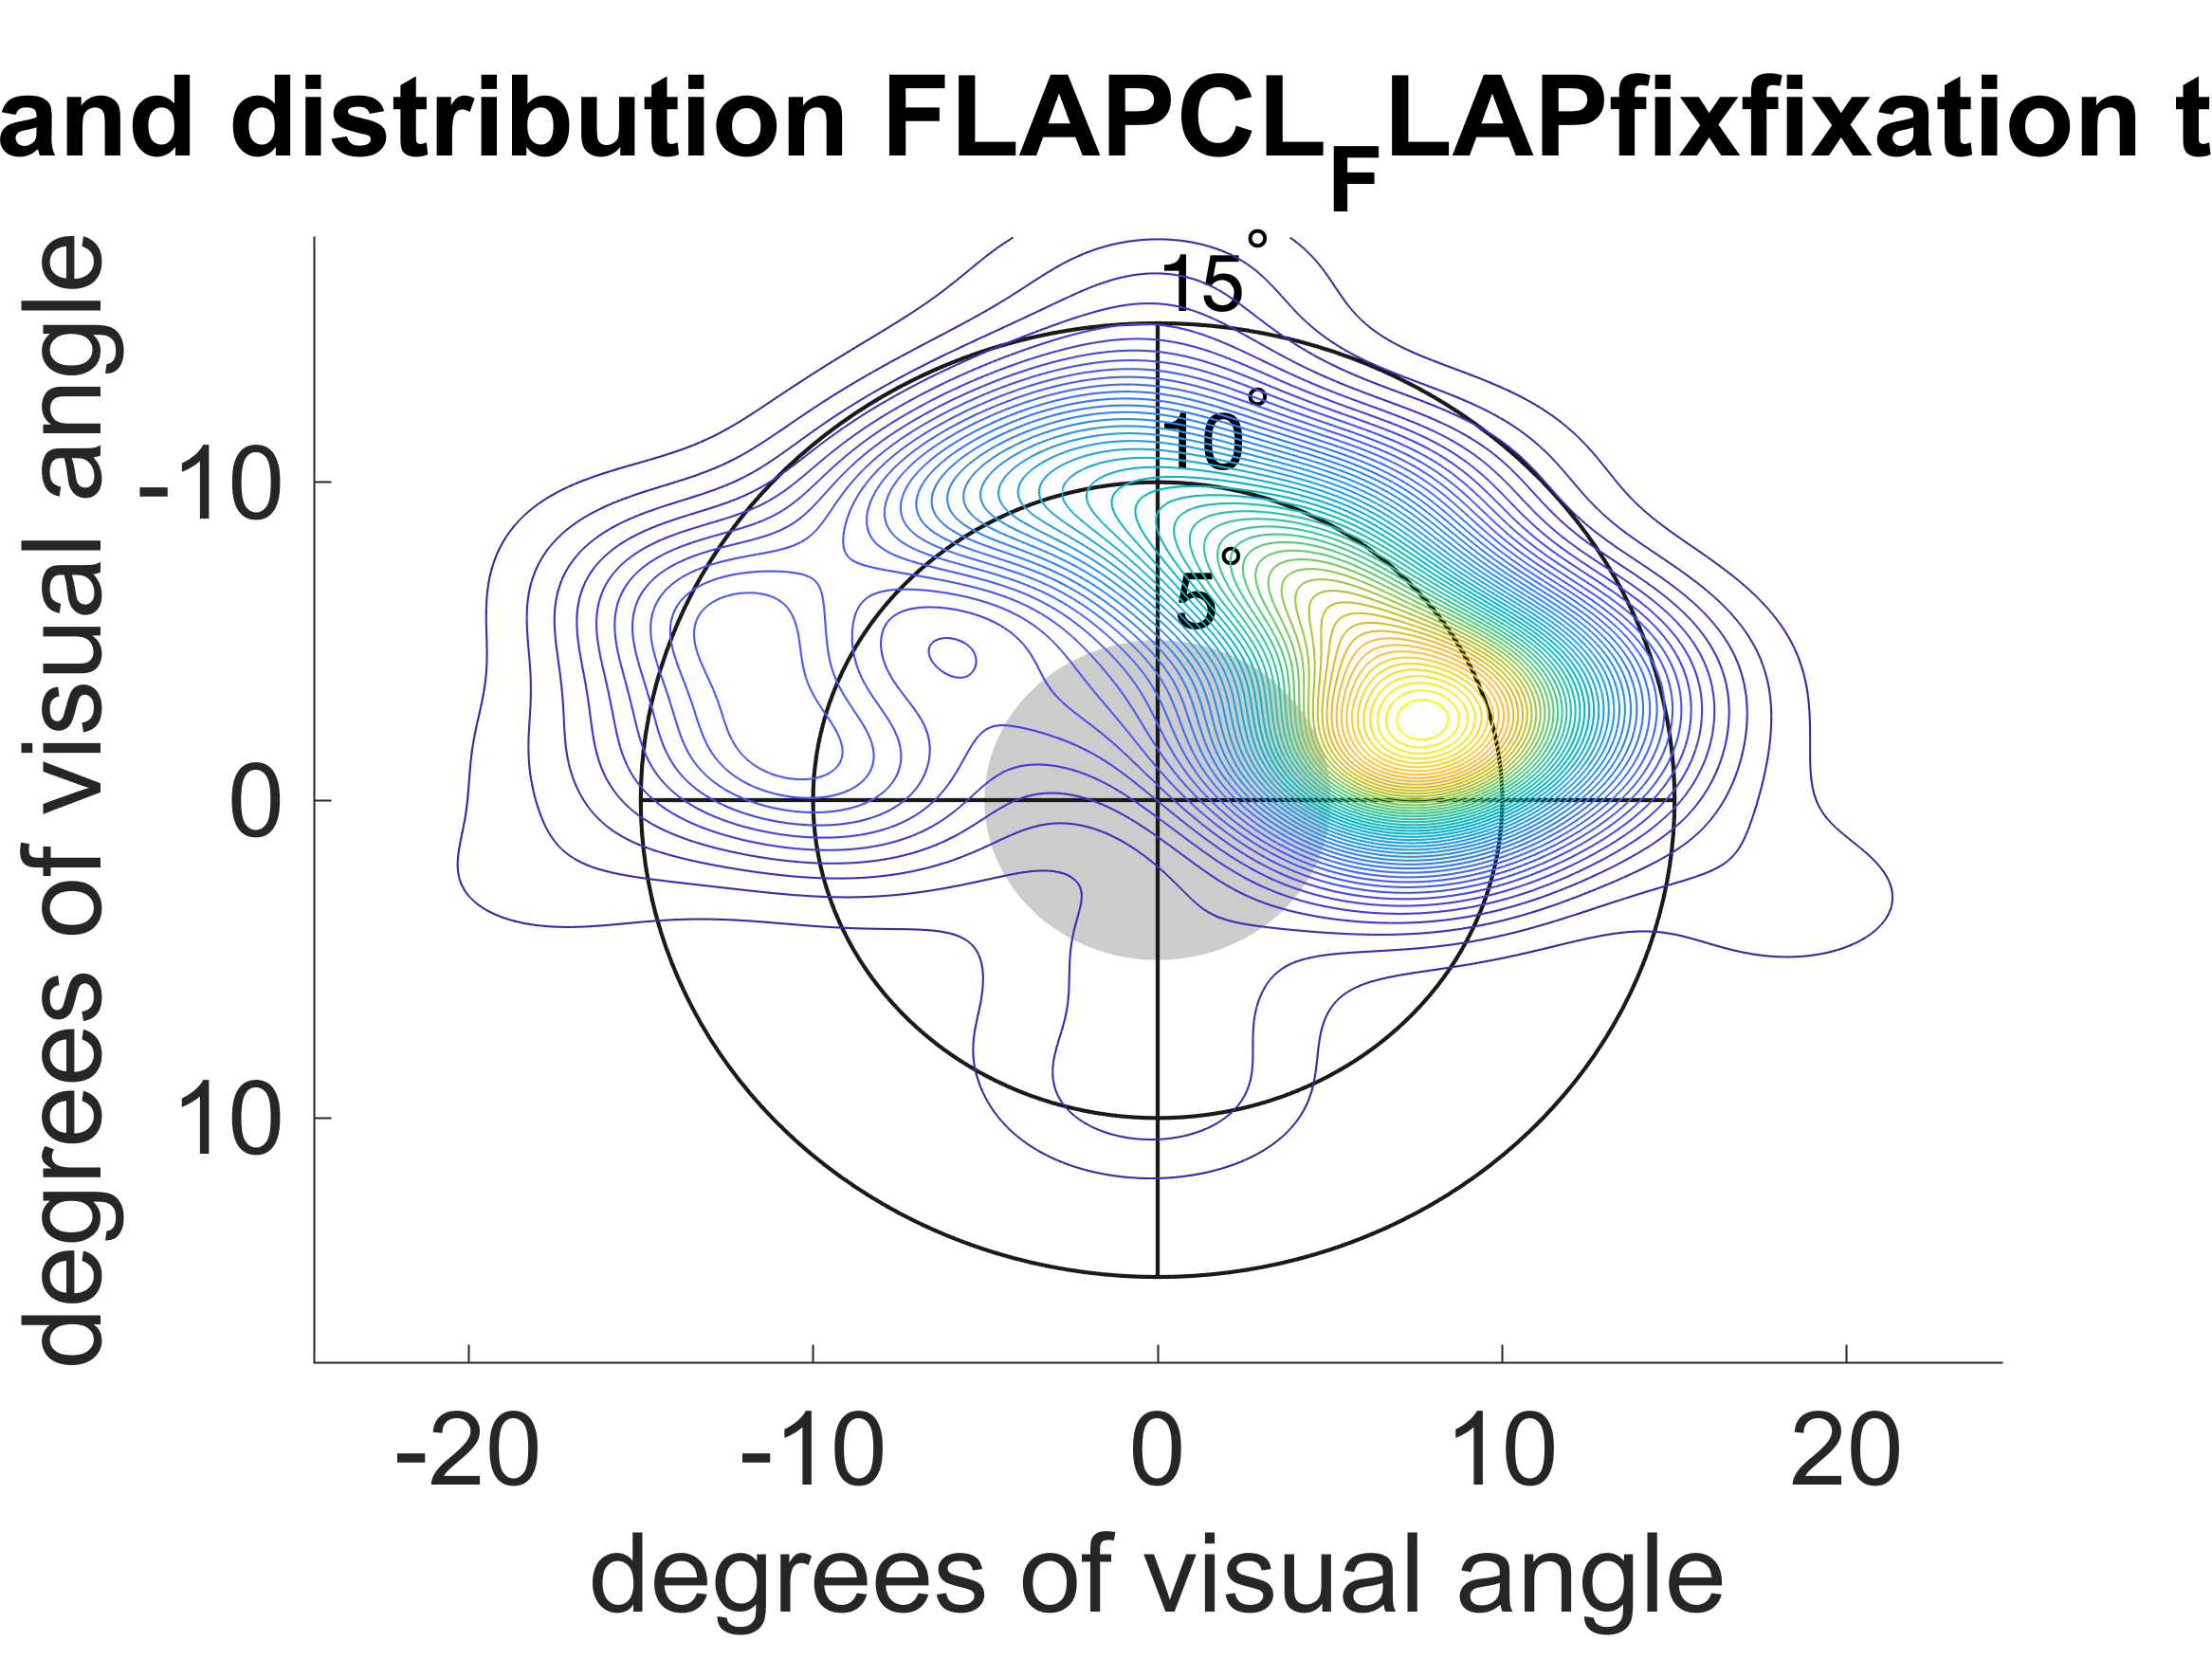 and distribution FLAPCL_FLAPfixfixation t
degrees of visual angle
-10
0
10
15°
10°
5°
-20 -10 0 10 20
degrees of visual angle